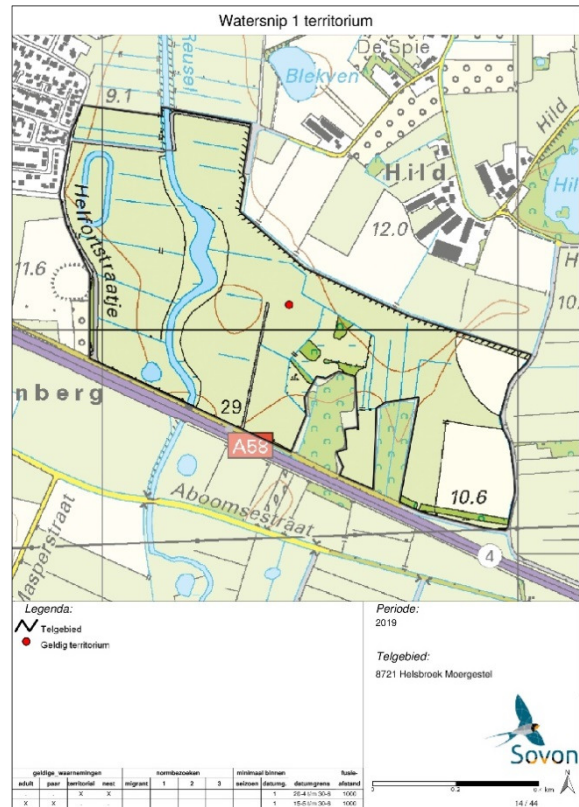 Watersnip 1 territorium
De Spie
Reusel
Blekven
9.1
Hild
Hild
Helfortstraatje
12.0
11.6
nberg
29
A58
10.6
Aboomsestraat
Masperstraat
4
Legenda:
Telgebied
Geldig territorium
Periode:
2019
Telgebied:
8721 Helsbroek Moergestel
Sovon
geldige_waarnemingen normbezoeken minimaal binnen fusie-
adult paar territorial nest migrant 1 2 3 seizoen datumg. datumgrens afstand
X X 1 1000
X X 1 1000
0 0.2 km
14 / 44